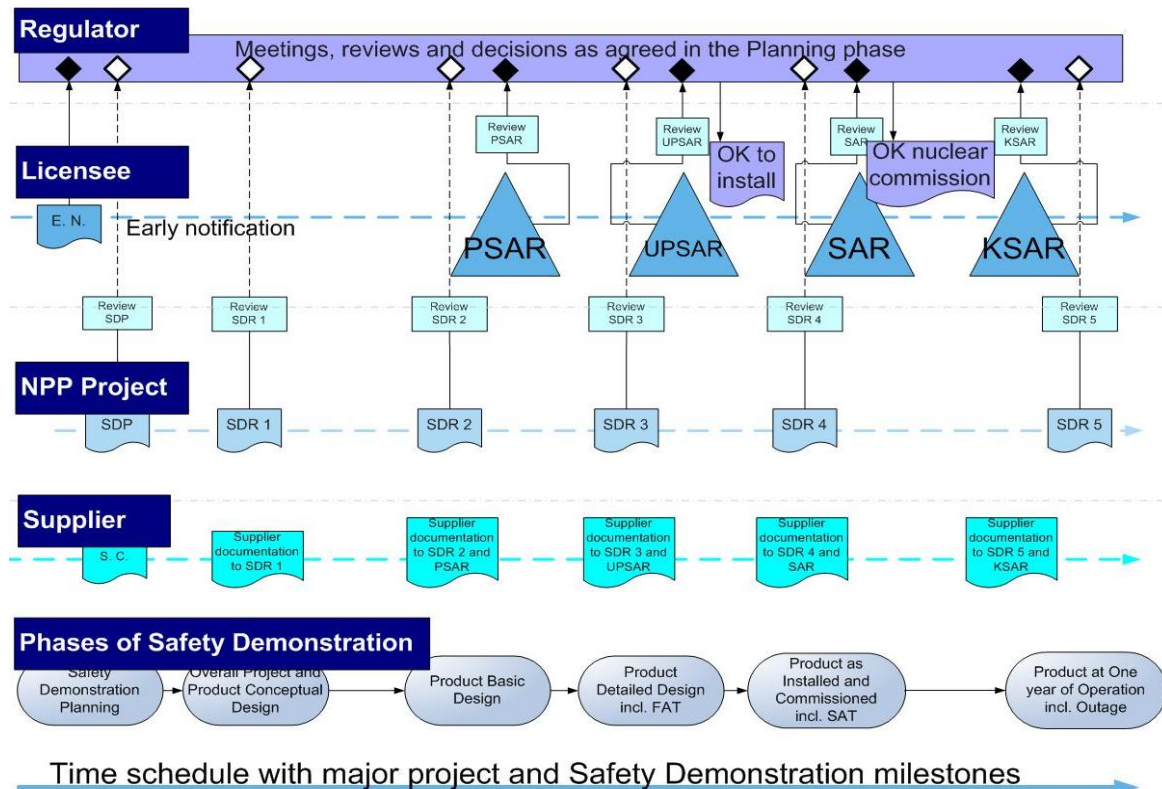 Regulator
Meetings, reviews and decisions as agreed in the Planning phase
Review
PSAR
Review
UPSAR
Review
SAR
Review
KSAR
OK to
install
OK nuclear
commission
Licensee
E. N.
Early notification
PSAR
UPSAR
SAR
KSAR
Review
SDP
Review
SDR 1
Review
SDR 2
Review
SDR 3
Review
SDR 4
Review
SDR 5
NPP Project
SDP
SDR 1
SDR 2
SDR 3
SDR 4
SDR 5
Supplier
S. C.
Supplier
documentation
to SDR 1
Supplier
documentation
to SDR 2 and
PSAR
Supplier
documentation
to SDR 3 and
UPSAR
Supplier
documentation
to SDR 4 and
SAR
Supplier
documentation
to SDR 5 and
KSAR
Phases of Safety Demonstration
Safety
Demonstration
Planning
Overall Project and
Product Conceptual
Design
Product Basic
Design
Product
Detailed Design
incl. FAT
Product as
Installed and
Commissioned
incl. SAT
Product at One
year of Operation
incl. Outage
Time schedule with major project and Safety Demonstration milestones